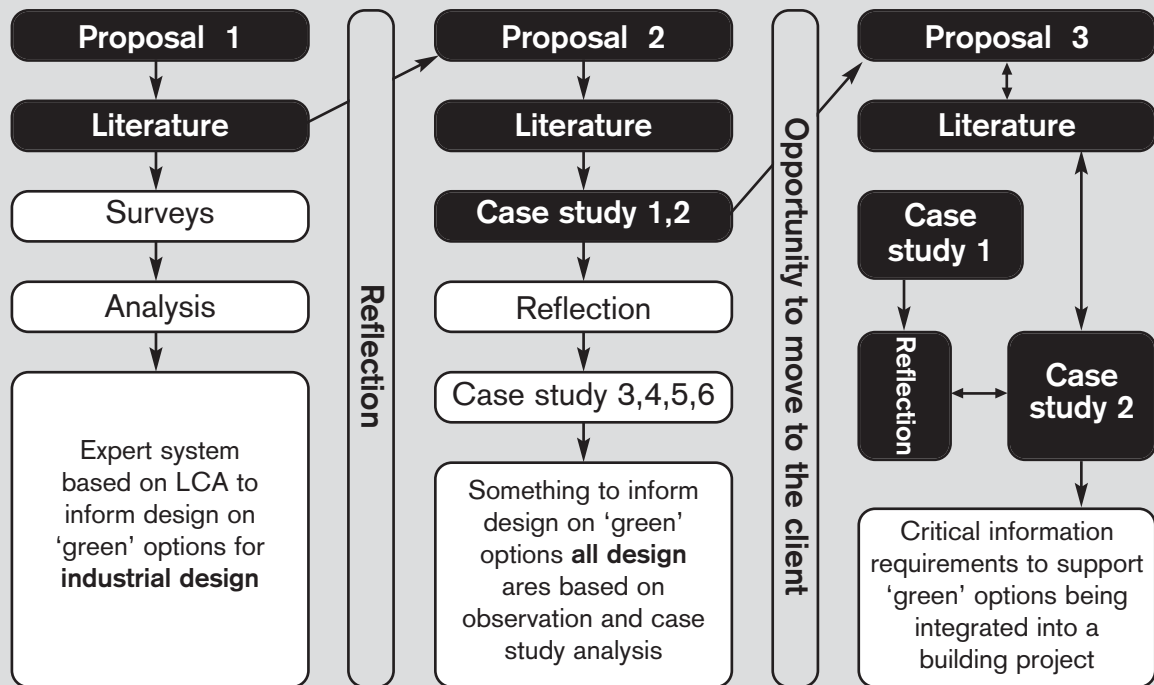 Proposal 1
Literature
Surveys
Analysis
Expert system
based on LCA to
inform design on
‘green’ options for
industrial design
Reflection
Proposal 2
Literature
Case study 1,2
Reflection
Case study 3,4,5,6
Something to inform
design on ‘green’
options all design
ares based on
observation and case
study analysis
Opportunity to move to the client
Proposal 3
Literature
Case
study 1
Reflection
Case
study 2
Critical information
requirements to support
‘green’ options being
integrated into a
building project